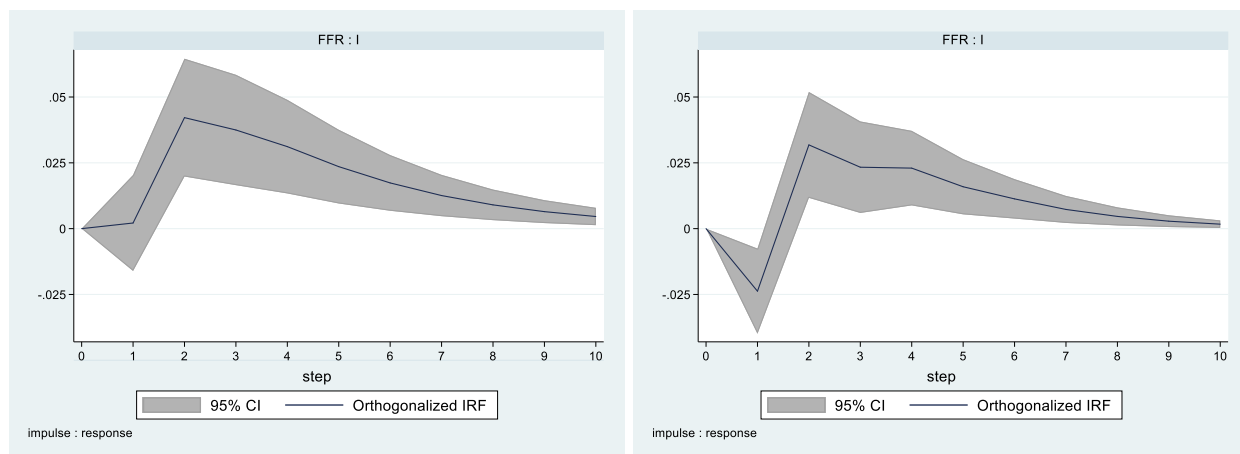 FFR : I
.05
.025
0
-.025
0 1 2 3 4 5 6 7 8 9 10
step
95% CI Orthogonalized IRF
impulse : response
FFR : I
.05
.025
0
-.025
0 1 2 3 4 5 6 7 8 9 10
step
95% CI Orthogonalized IRF
impulse : response